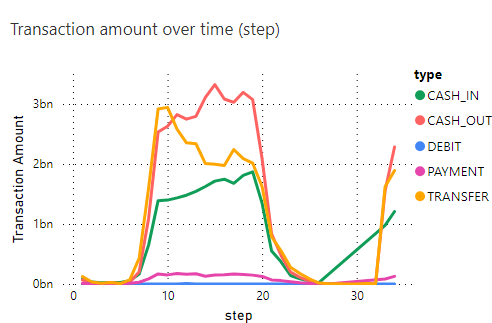 Transaction amount over time (step)
type
CASH_IN
CASH_OUT
DEBIT
PAYMENT
TRANSFER
Transaction Amount
3bn
2bn
1bn
0bn
0
10
20
30
step